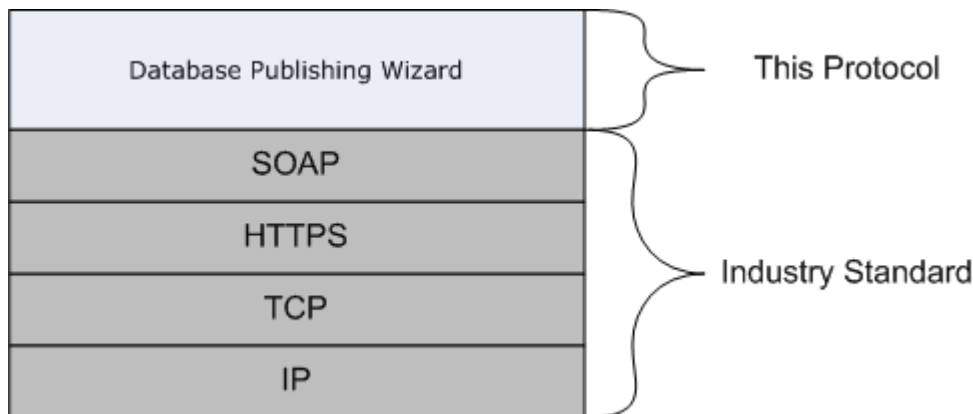 Database Publishing Wizard
This Protocol
SOAP
HTTPS
TCP
IP
Industry Standard